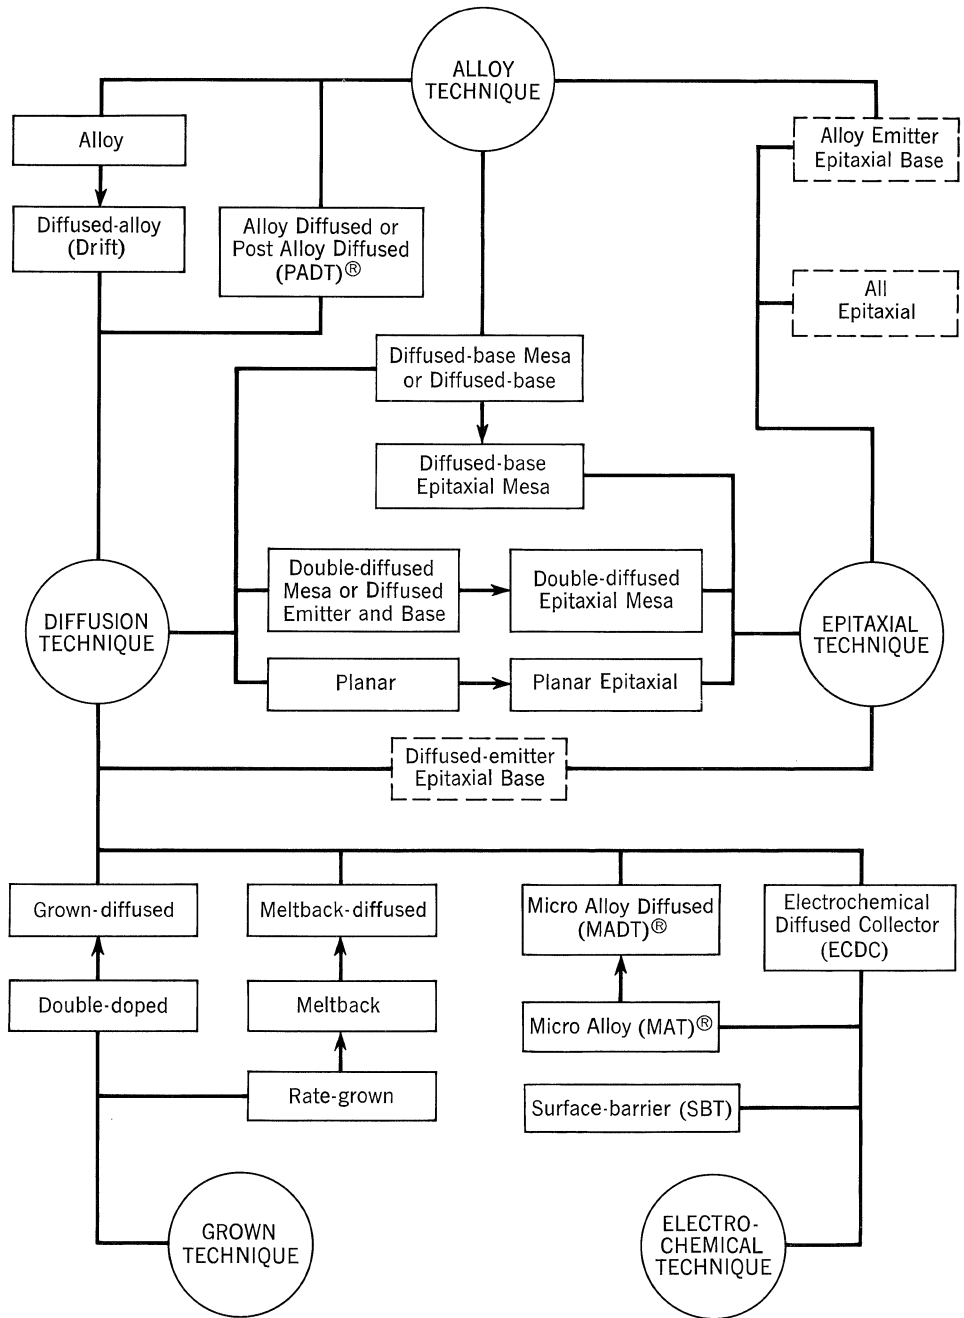 ALLOY
TECHNIQUE
Alloy
Alloy Emitter
Epitaxial Base
Diffused-alloy
(Drift)
Alloy Diffused or
Post Alloy Diffused
(PADT)®
All
Epitaxial
Diffused-base Mesa
or Diffused-base
Diffused-base
Epitaxial Mesa
DIFFUSION
TECHNIQUE
Double-diffused
Mesa or Diffused
Emitter and Base
Double-diffused
Epitaxial Mesa
EPITAXIAL
TECHNIQUE
Planar
Planar Epitaxial
Diffused-emitter
Epitaxial Base
Grown-diffused
Meltback-diffused
Micro Alloy Diffused
(MADT)®
Electrochemical
Diffused Collector
(ECDC)
Double-doped
Meltback
Micro Alloy (MAT)®
Rate-grown
Surface-barrier (SBT)
GROWN
TECHNIQUE
ELECTRO-
CHEMICAL
TECHNIQUE